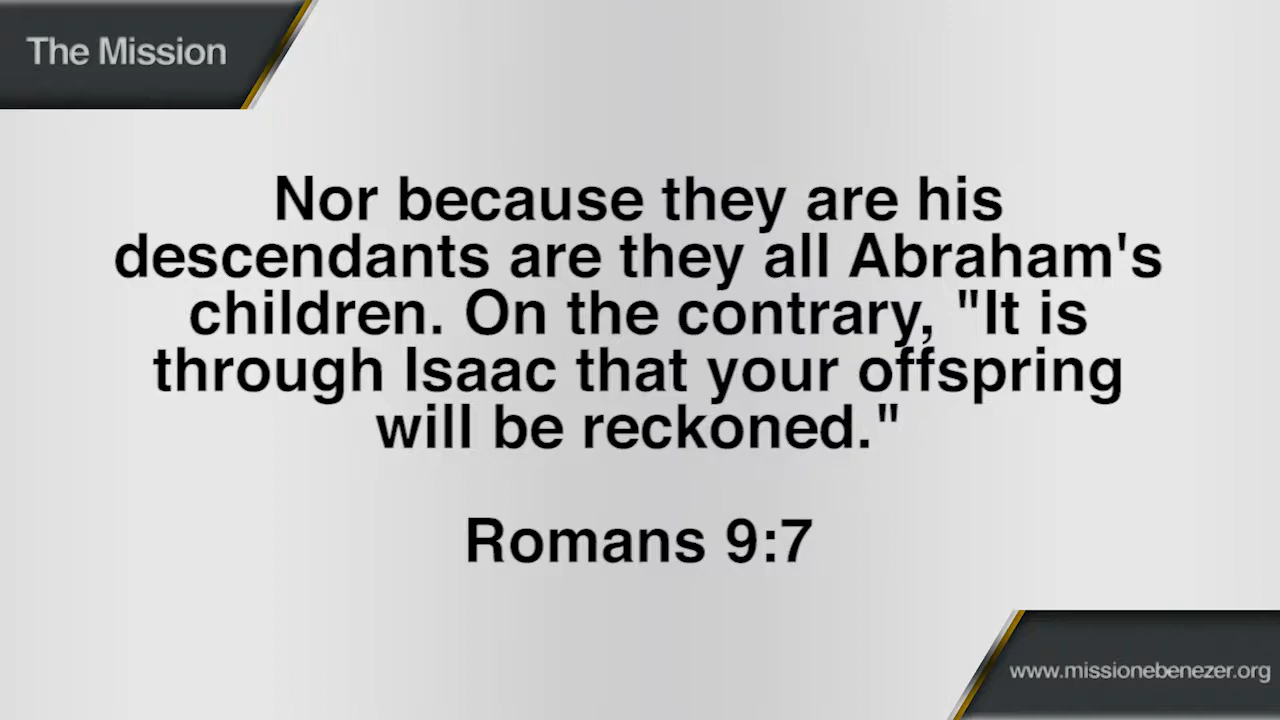 The Mission
Nor because they are his
descendants are they all Abraham's
children. On the contrary, "It is
through Isaac that your offspring
will be reckoned."
Romans 9:7
www.missionebenezer.org